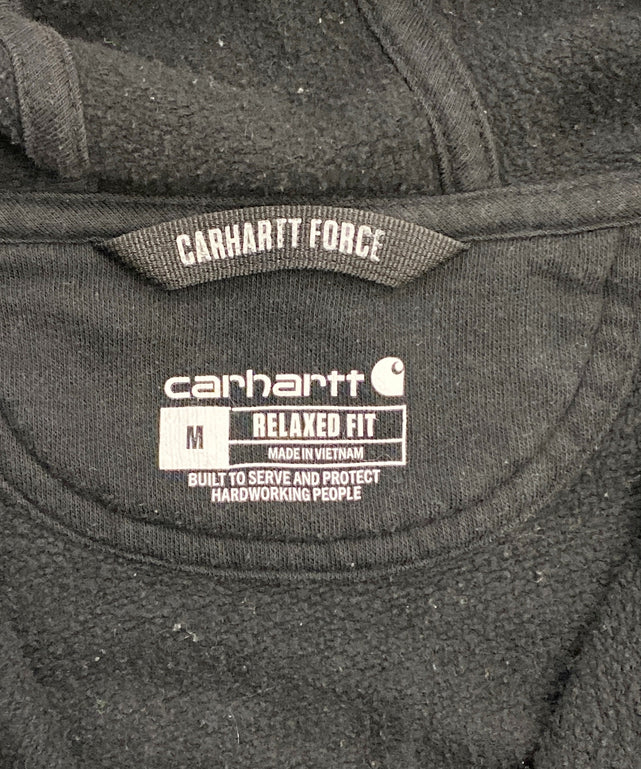 CARHARTT FORCE
carhartt
M
RELAXED FIT
MADE IN VIETNAM
BUILT TO SERVE AND PROTECT
HARDWORKING PEOPLE